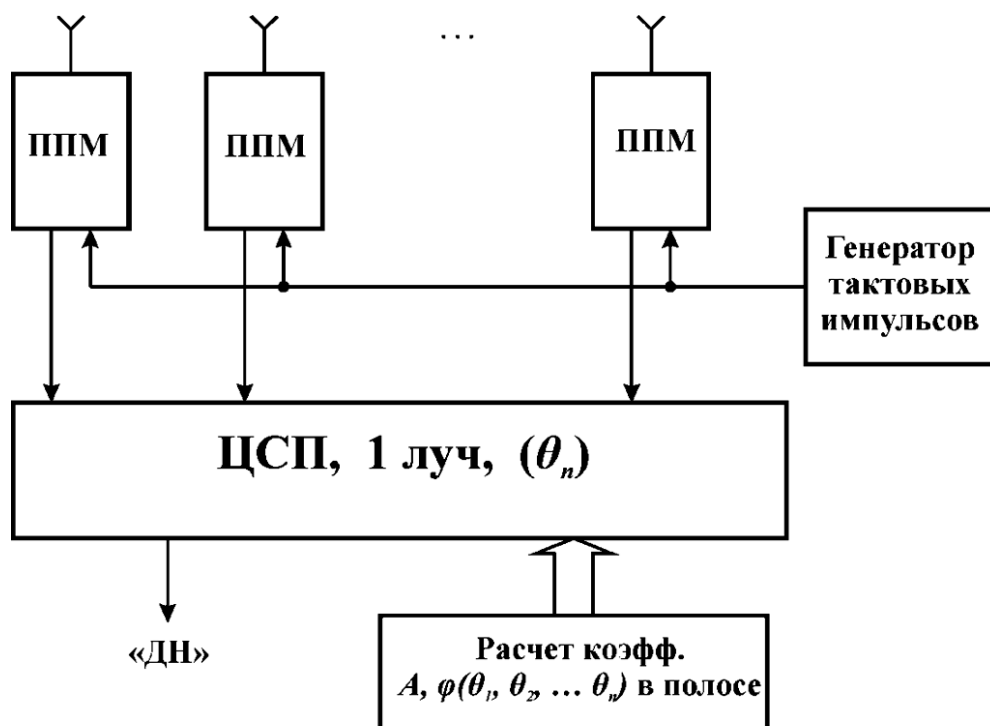 ...
ППМ
ППМ
ППМ
Генератор
тактовых
импульсов
ЦСП, 1 луч, (θₙ)
«ДН»
Расчет коэфф.
A, φ(θ₁, θ₂, ... θₙ) в полосе